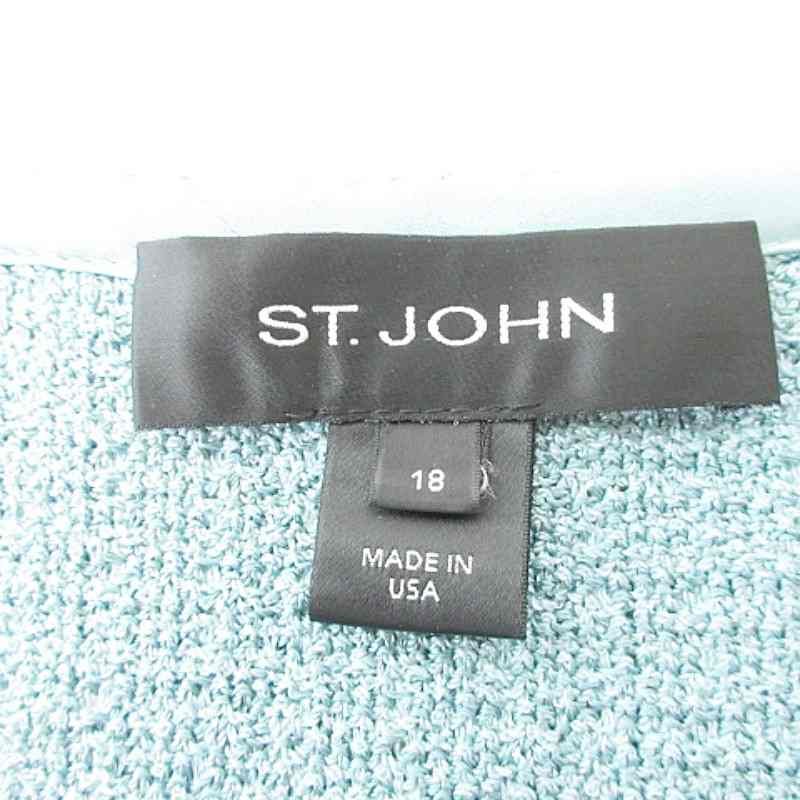 ST. JOHN
18
MADE IN
USA